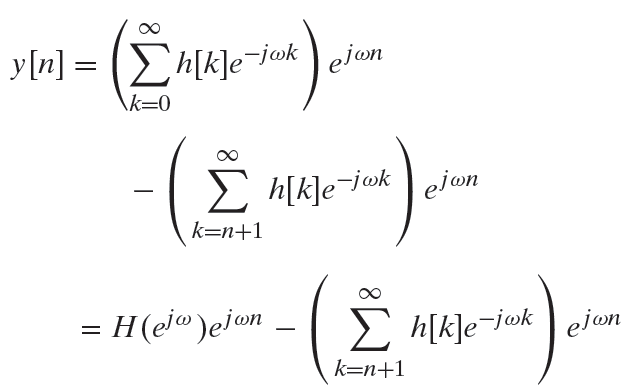 y[n] = (∑_{k=0}^{∞} h[k]e^{−jωk}) e^{jωn}
− (∑_{k=n+1}^{∞} h[k]e^{−jωk}) e^{jωn}
= H(e^{jω})e^{jωn} − (∑_{k=n+1}^{∞} h[k]e^{−jωk}) e^{jωn}